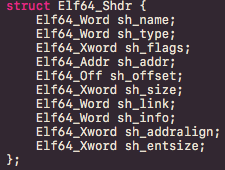 struct Elf64_Shdr {
    Elf64_Word sh_name;
    Elf64_Word sh_type;
    Elf64_Xword sh_flags;
    Elf64_Addr sh_addr;
    Elf64_Off sh_offset;
    Elf64_Xword sh_size;
    Elf64_Word sh_link;
    Elf64_Word sh_info;
    Elf64_Xword sh_addralign;
    Elf64_Xword sh_entsize;
};